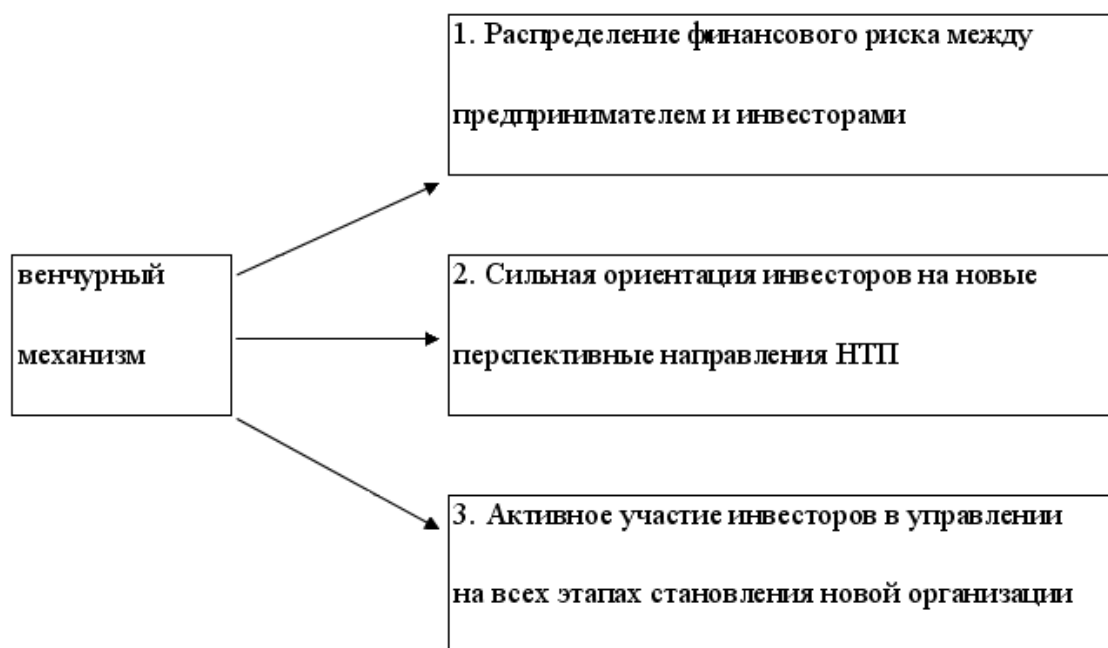 1. Распределение финансового риска между
предпринимателем и инвесторами
венчурный
механизм
2. Сильная ориентация инвесторов на новые
перспективные направления НТП
3. Активное участие инвесторов в управлении
на всех этапах становления новой организации